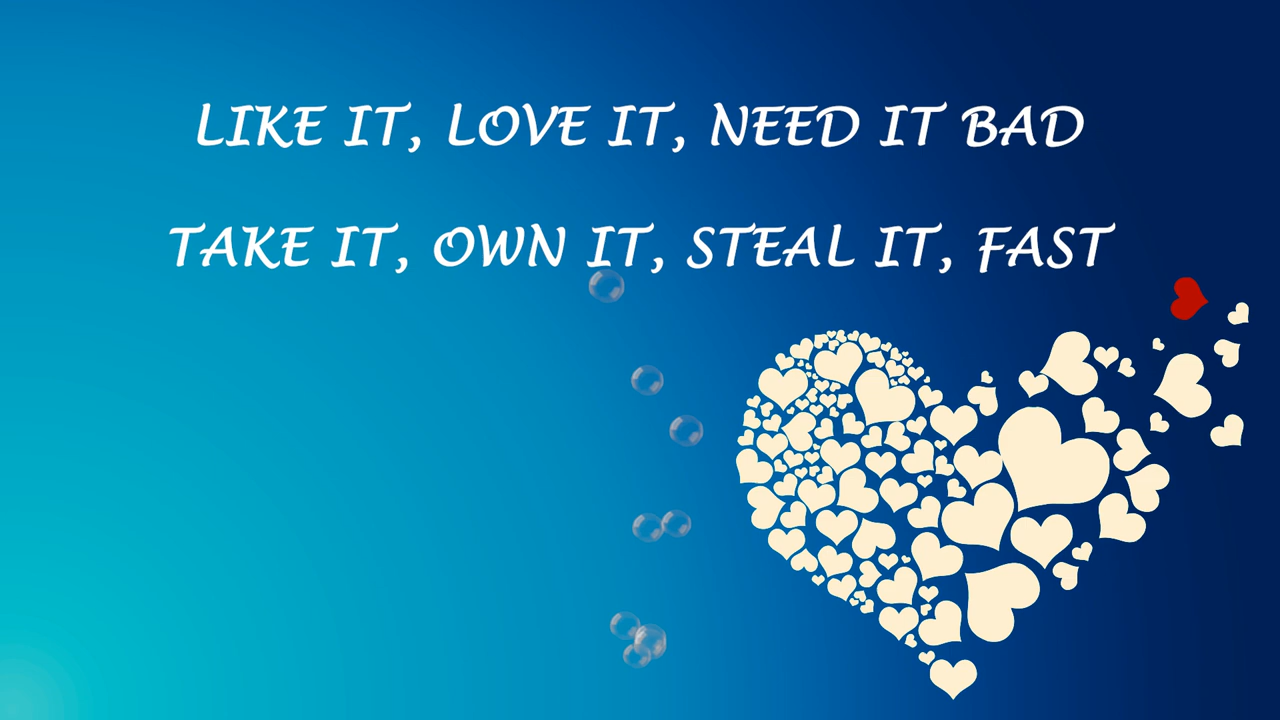 LIKE IT, LOVE IT, NEED IT BAD
TAKE IT, OWN IT, STEAL IT, FAST